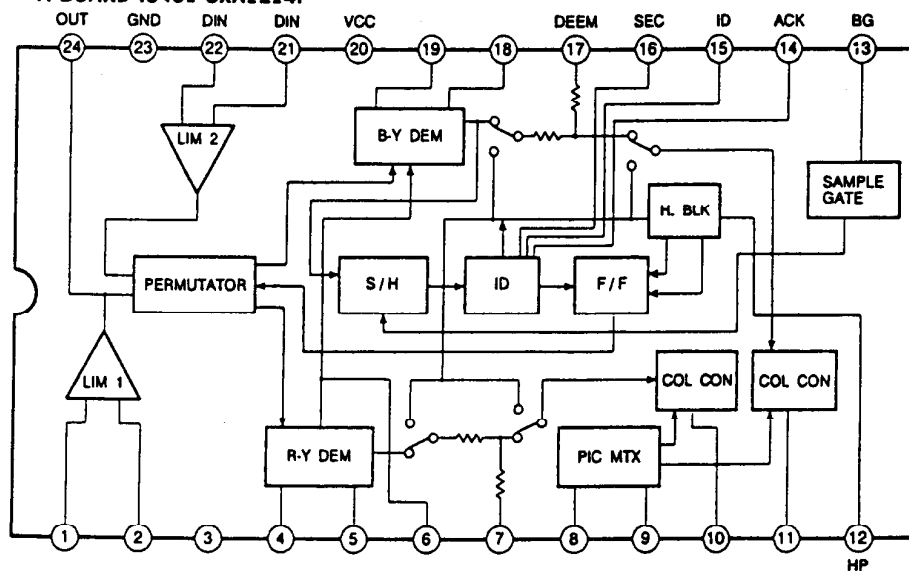 OUT GND DIN DIN VCC DEEM SEC ID ACK BG
24 23 22 21 20 19 18 17 16 15 14 13
LIM 2
B-Y DEM
SAMPLE
GATE
H. BLK
PERMUTATOR
S/H
ID
F/F
LIM 1
COL CON
COL CON
R-Y DEM
PIC MTX
1 2 3 4 5 6 7 8 9 10 11 12
HP